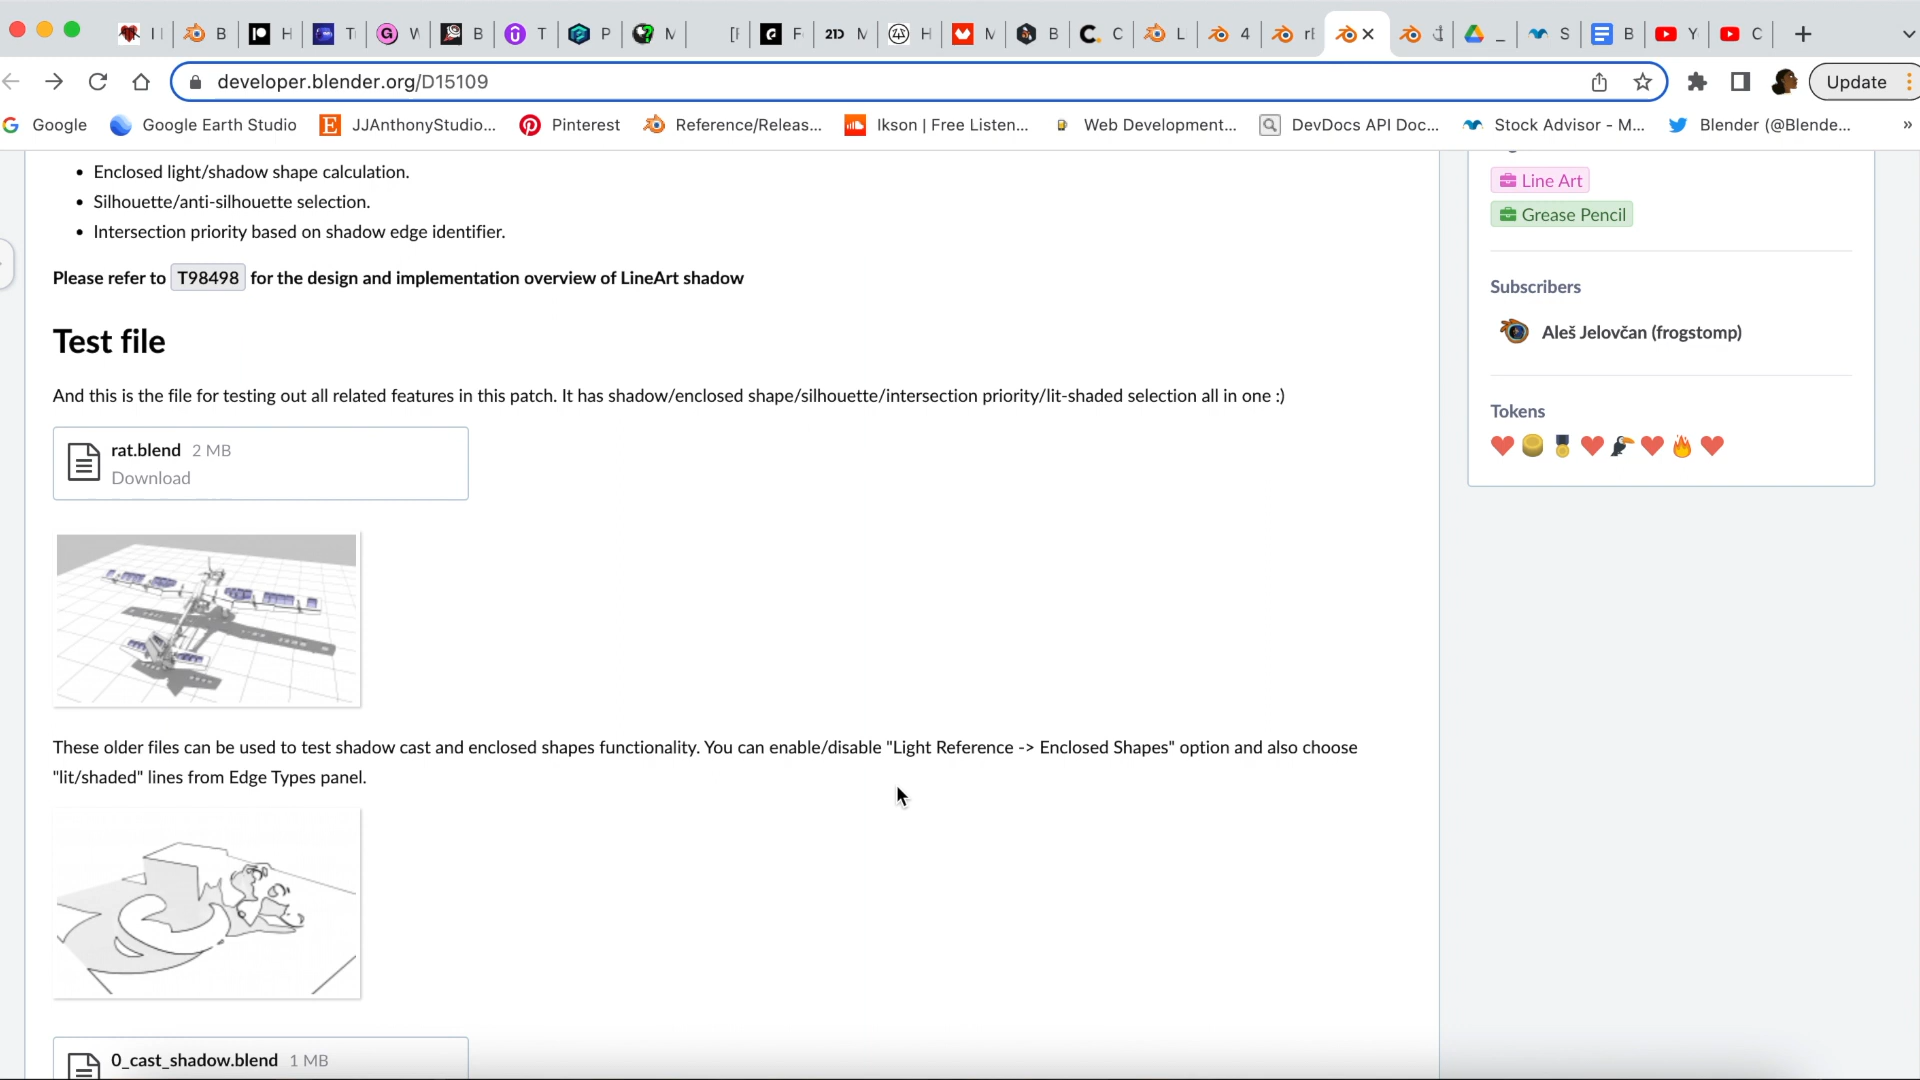 I
B
H
T
W
B
T
P
M
[F
F
M
H
M
B
C
L
4
rl
_
S
B
Y
C
developer.blender.org/D15109
Update
Google
Google Earth Studio
JJAnthonyStudio...
Pinterest
Reference/Releas...
Ikson | Free Listen...
Web Development...
DevDocs API Doc...
Stock Advisor - M...
Blender (@Blende...
»
• Enclosed light/shadow shape calculation.
• Silhouette/anti-silhouette selection.
• Intersection priority based on shadow edge identifier.
Please refer to T98498 for the design and implementation overview of LineArt shadow
Test file
And this is the file for testing out all related features in this patch. It has shadow/enclosed shape/silhouette/intersection priority/lit-shaded selection all in one :)
rat.blend 2 MB
Download
These older files can be used to test shadow cast and enclosed shapes functionality. You can enable/disable "Light Reference -> Enclosed Shapes" option and also choose
"lit/shaded" lines from Edge Types panel.
0_cast_shadow.blend 1 MB
Line Art
Grease Pencil
Subscribers
Aleš Jelovčan (frogstomp)
Tokens